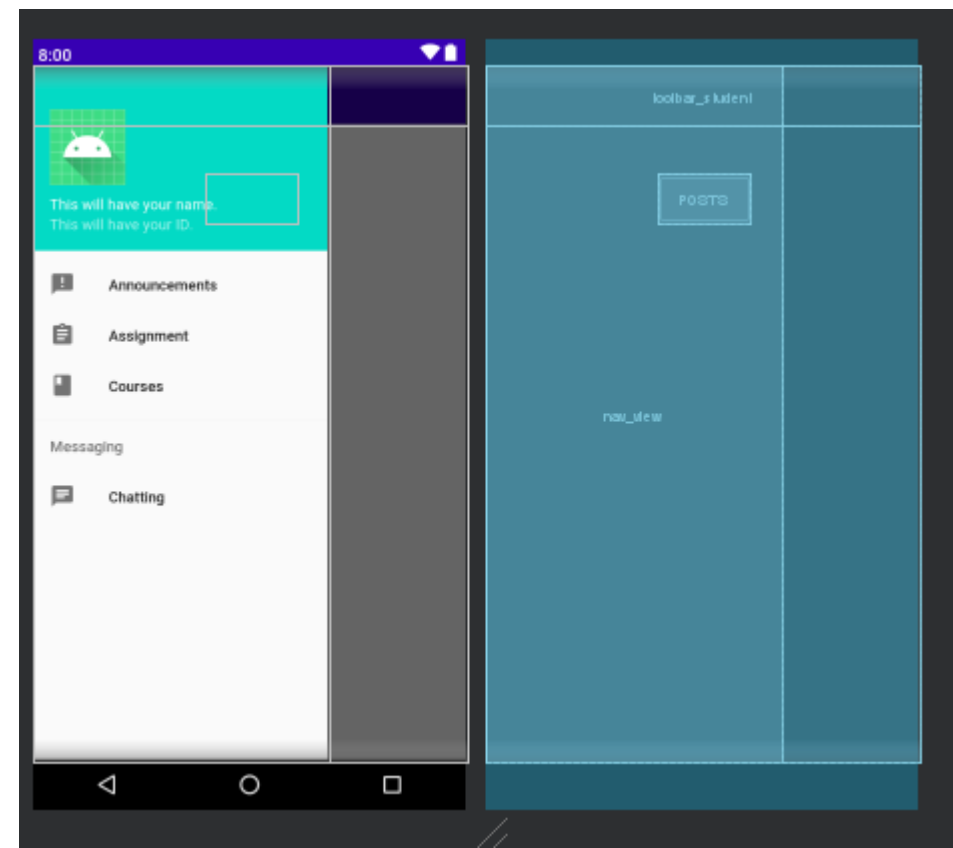 8:00
This will have your name.
This will have your ID.
Announcements
Assignment
Courses
Messaging
Chatting
toolbar_student
POSTS
nav_view